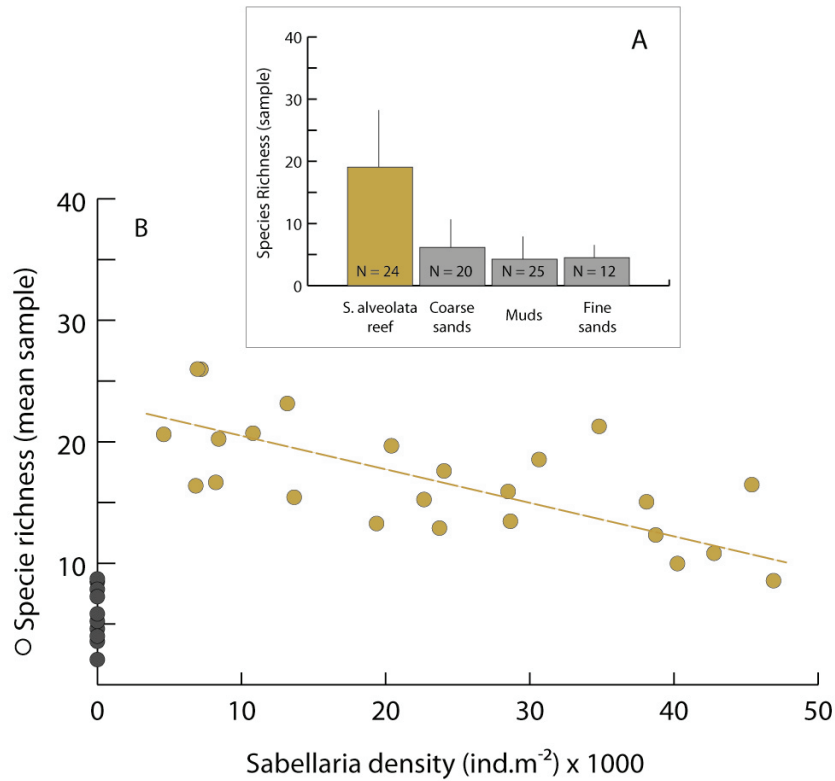 A
Species Richness (sample)
40
30
20
10
0
N = 24
N = 20
N = 25
N = 12
S. alveolata
reef
Coarse
sands
Muds
Fine
sands
B
O Specie richness (mean sample)
40
30
20
10
0
10
20
30
40
50
Sabellaria density (ind.m⁻²) x 1000